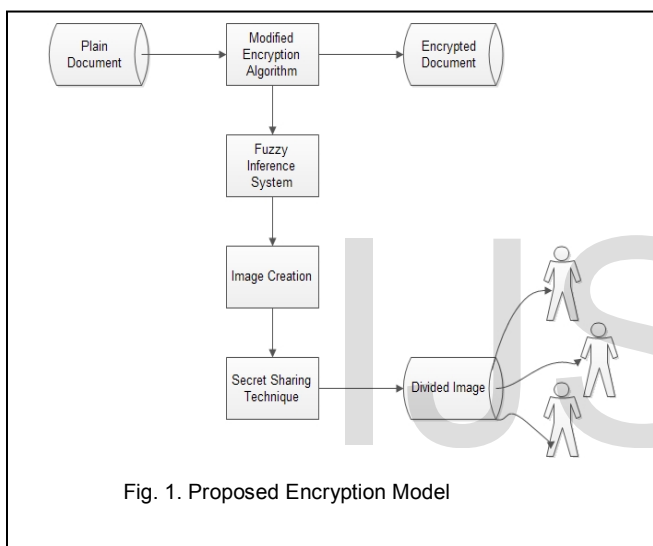 Plain
Document
Modified
Encryption
Algorithm
Encrypted
Document
Fuzzy
Inference
System
Image Creation
Secret Sharing
Technique
Divided Image
IJS
Fig. 1. Proposed Encryption Model